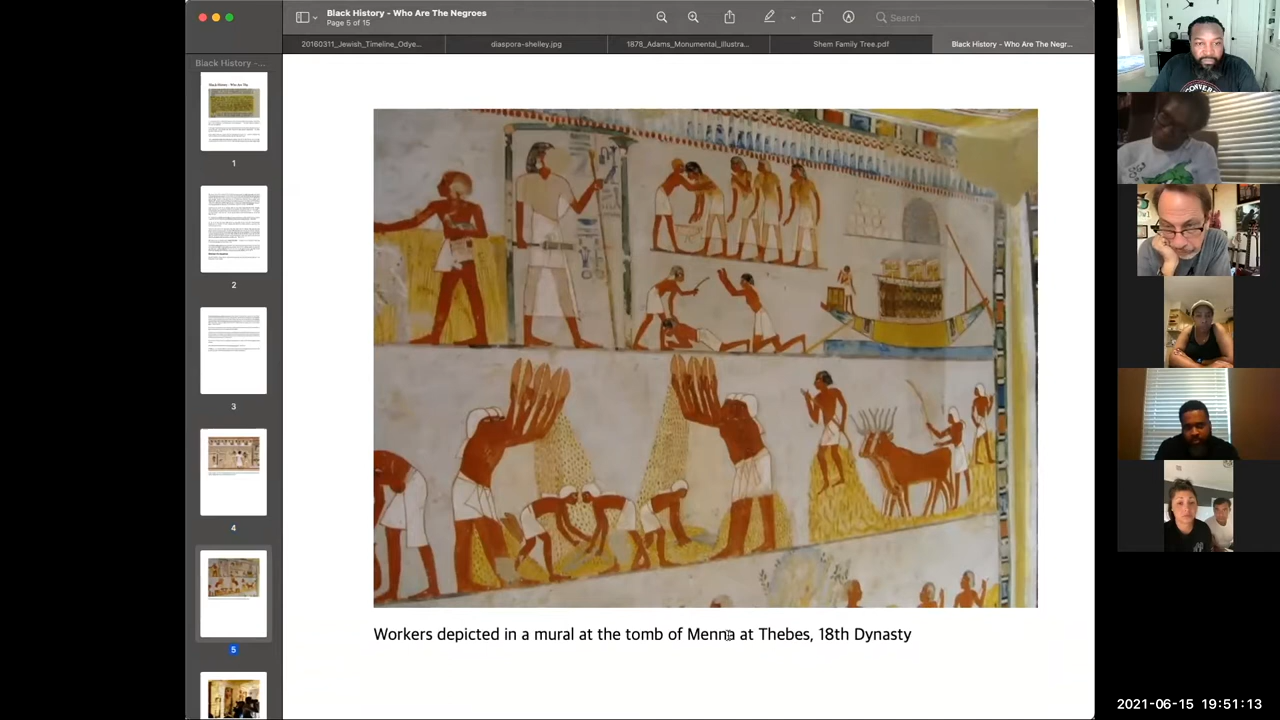 Black History - Who Are The Negroes
Page 5 of 15
Search
20160311_Jewish_Timeline_Odye...
diaspora-shelley.jpg
1878_Adams_Monumental_Illustra...
Shem Family Tree.pdf
Black History - Who Are The Negr...
Black History -...
1
2
3
4
5
Workers depicted in a mural at the tomb of Menna at Thebes, 18th Dynasty
CONVERS
2021-06-15 19:51:13